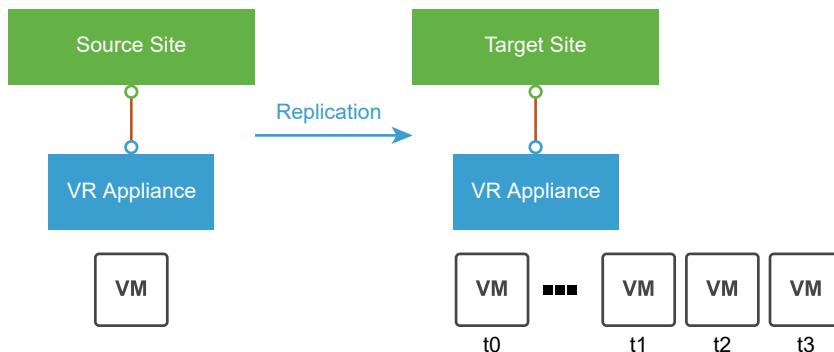 Source Site
Target Site
Replication
VR Appliance
VR Appliance
VM
VM
VM
VM
VM
t0
t1
t2
t3